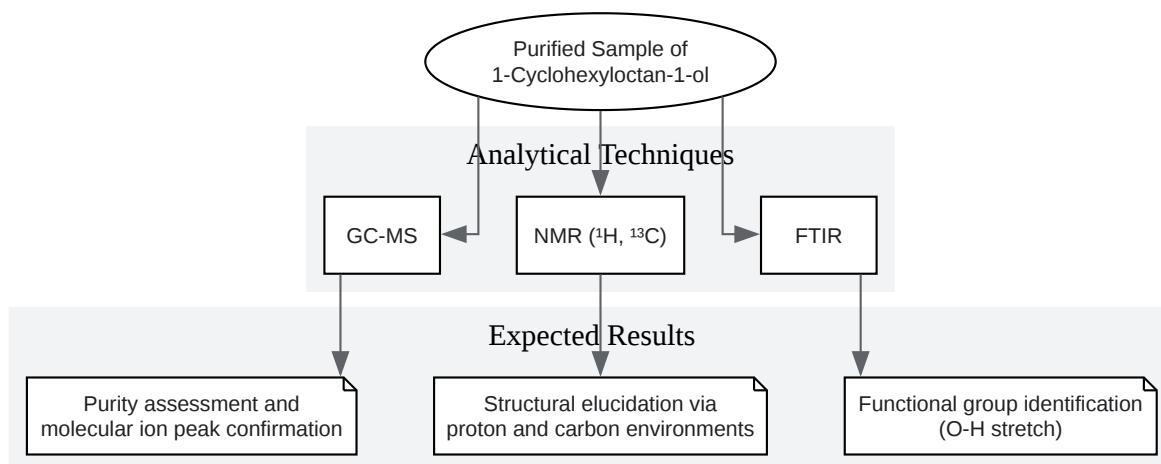 Purified Sample of
1-Cyclohexyloctan-1-ol
Analytical Techniques
GC-MS
NMR (¹H, ¹³C)
FTIR
Expected Results
Purity assessment and
molecular ion peak confirmation
Structural elucidation via
proton and carbon environments
Functional group identification
(O-H stretch)